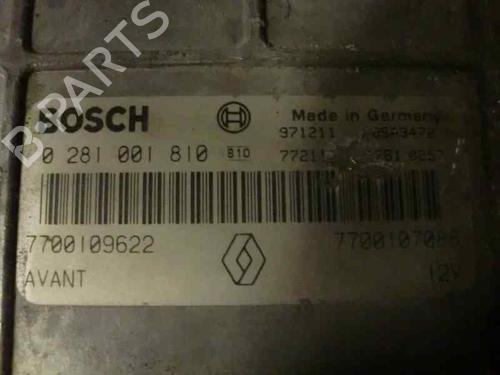 B-PARTS
BOSCH
Made in Germany
971211
0 281 001 810 810
7700109622
AVANT
12V